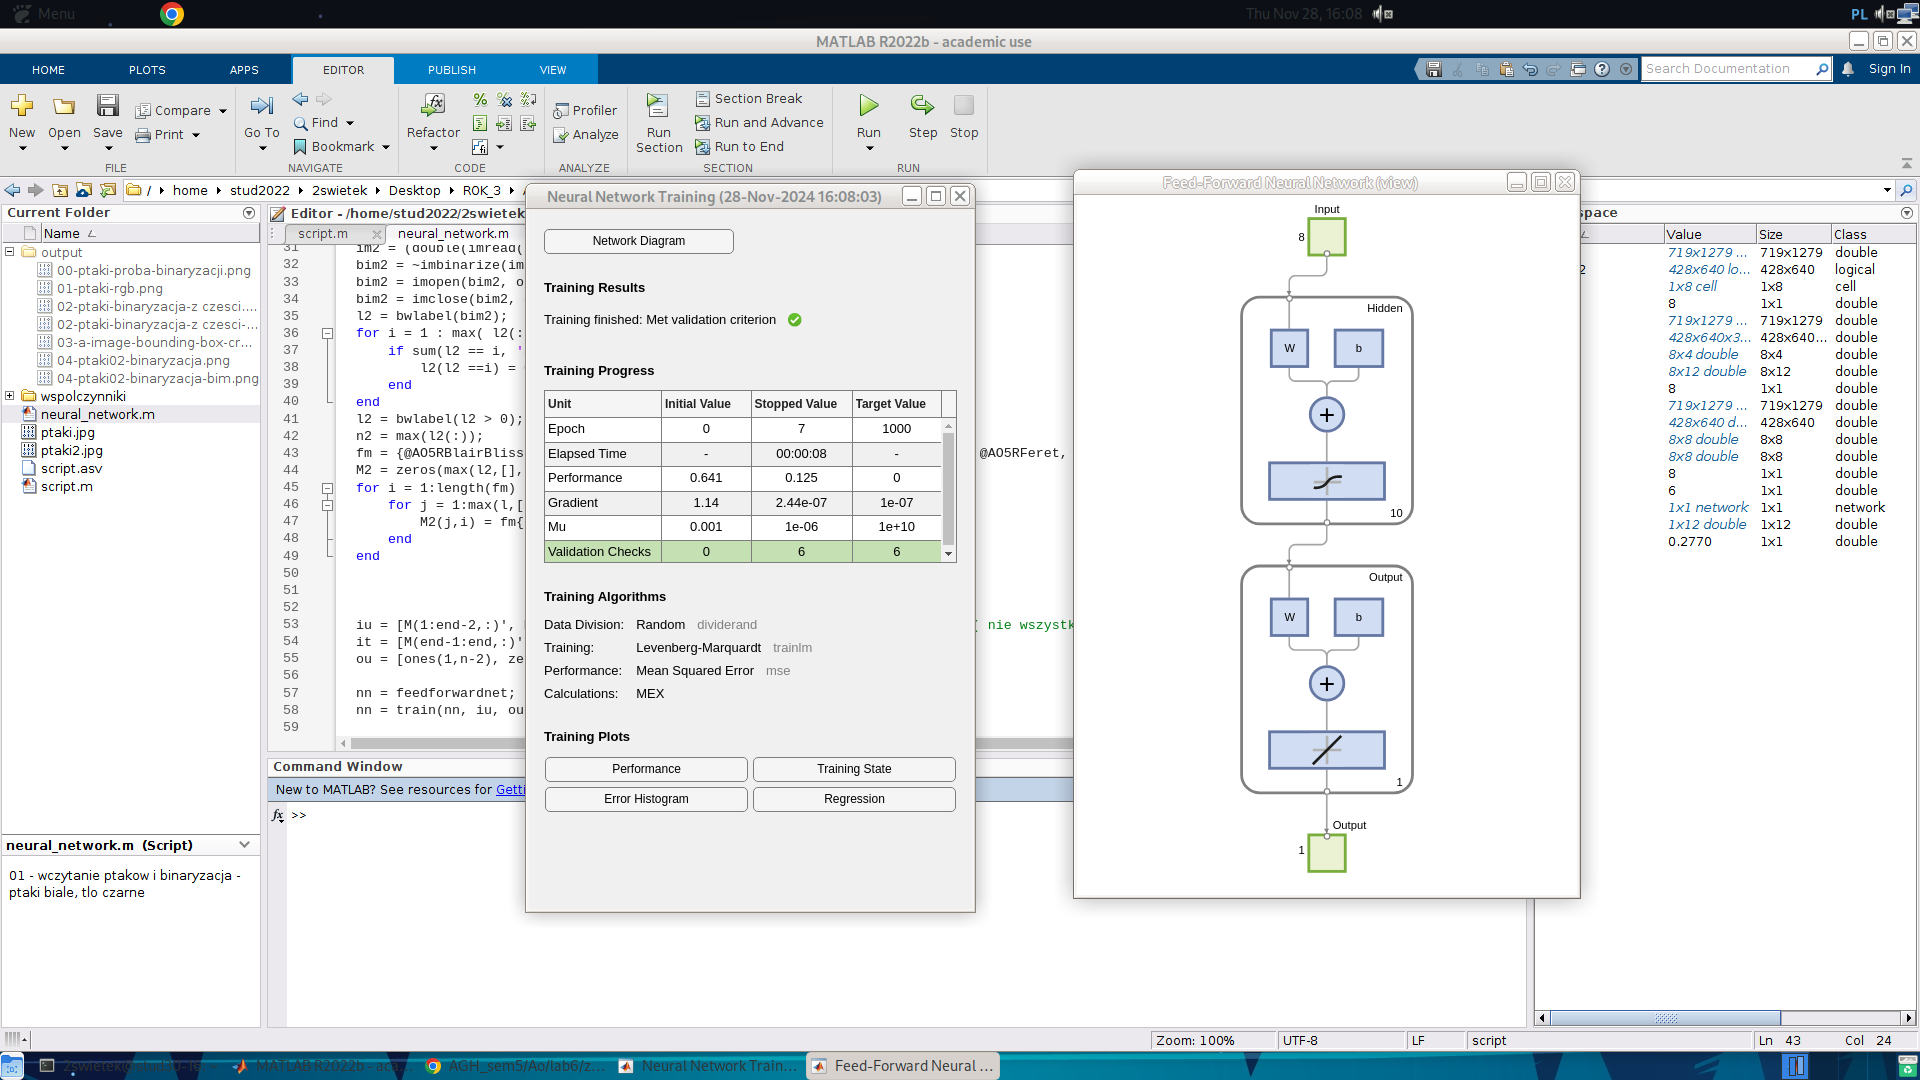 Menu
Thu Nov 28, 16:08
PL
MATLAB R2022b - academic use
HOME PLOTS APPS EDITOR PUBLISH VIEW
Search Documentation
Sign In
New Open Save
Compare
Print
FILE
Go To
Find
Bookmark
NAVIGATE
Refactor
CODE
Profiler
Analyze
ANALYZE
Run Section
Section Break
Run and Advance
Run to End
SECTION
Run Step Stop
RUN
/ home stud2022 2swietek Desktop ROK_3
Current Folder
Name
output
00-ptaki-proba-binaryzacji.png
01-ptaki-rgb.png
02-ptaki-binaryzacja-z czesci....
02-ptaki-binaryzacja-z czesci-...
03-a-image-bounding-box-cr...
04-ptaki02-binaryzacja.png
04-ptaki02-binaryzacja-bim.png
wspolczynniki
neural_network.m
ptaki.jpg
ptaki2.jpg
script.asv
script.m
neural_network.m (Script)
01 - wczytanie ptakow i binaryzacja -
ptaki biale, tlo czarne
Editor - /home/stud2022/2swietek
script.m neural_network.m
31 im2 = (double(imread(
32 bim2 = ~imbinarize(im
33 bim2 = imopen(bim2, o
34 bim2 = imclose(bim2,
35 l2 = bwlabel(bim2);
36 for i = 1 : max( l2(:
37 if sum(l2 == i, '
38 l2(l2 ==i) =
39 end
40 end
41 l2 = bwlabel(l2 > 0);
42 n2 = max(l2(:));
43 fm = {@AO5RBlairBliss @AO5RFeret,
44 M2 = zeros(max(l2,[],
45 for i = 1:length(fm)
46 for j = 1:max(l,[
47 M2(j,i) = fm{
48 end
49 end
50
51
52
53 iu = [M(1:end-2,:)', ( nie wszystk
54 it = [M(end-1:end,:)'
55 ou = [ones(1,n-2), ze
56
57 nn = feedforwardnet;
58 nn = train(nn, iu, ou
59
Command Window
New to MATLAB? See resources for Getti
fx >>
Neural Network Training (28-Nov-2024 16:08:03)
Network Diagram
Training Results
Training finished: Met validation criterion
Training Progress
Unit Initial Value Stopped Value Target Value
Epoch 0 7 1000
Elapsed Time - 00:00:08 -
Performance 0.641 0.125 0
Gradient 1.14 2.44e-07 1e-07
Mu 0.001 1e-06 1e+10
Validation Checks 0 6 6
Training Algorithms
Data Division: Random dividerand
Training: Levenberg-Marquardt trainlm
Performance: Mean Squared Error mse
Calculations: MEX
Training Plots
Performance Training State
Error Histogram Regression
Feed-Forward Neural Network (view)
Input
8
Hidden
W b
+
10
Output
W b
+
1
Output
1
space
Value Size Class
719x1279 ... 719x1279 double
2 428x640 lo... 428x640 logical
1x8 cell 1x8 cell
8 1x1 double
719x1279 ... 719x1279 double
428x640x3... 428x640... double
8x4 double 8x4 double
8x12 double 8x12 double
8 1x1 double
719x1279 ... 719x1279 double
428x640 d... 428x640 double
8x8 double 8x8 double
8x8 double 8x8 double
8 1x1 double
6 1x1 double
1x1 network 1x1 network
1x12 double 1x12 double
0.2770 1x1 double
Zoom: 100% UTF-8 LF script Ln 43 Col 24
MATLAB R2022b - aca...
AGH_sem5/Ao/lab6/z...
Neural Network Train...
Feed-Forward Neural ...